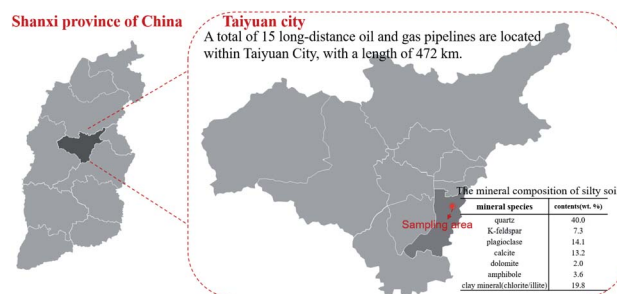 Shanxi province of China
Taiyuan city
A total of 15 long-distance oil and gas pipelines are located
within Taiyuan City, with a length of 472 km.
The mineral composition of silty soi
Sampling area
mineral species contents(wt. %)
quartz 40.0
K-feldspar 7.3
plagioclase 14.1
calcite 13.2
dolomite 2.0
amphibole 3.6
clay mineral(chlorite/illite) 19.8